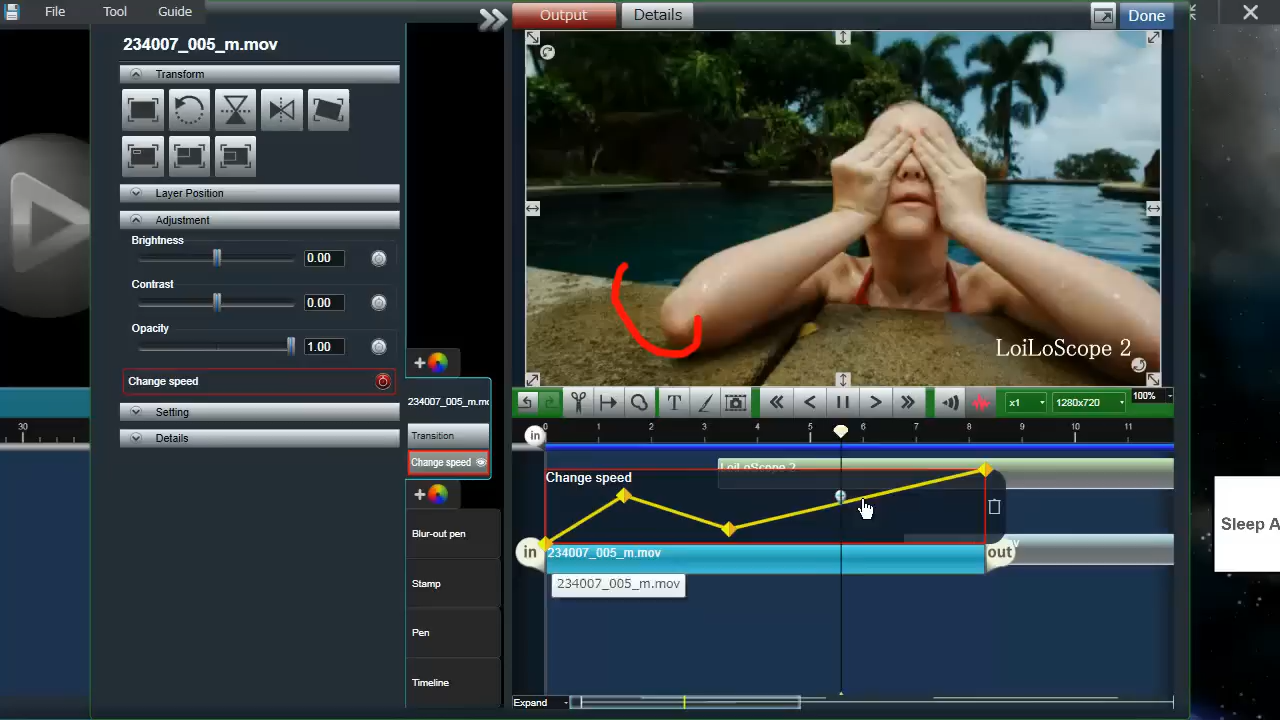 File Tool Guide
Output Details Done
234007_005_m.mov
Transform
Layer Position
Adjustment
Brightness
0.00
Contrast
0.00
Opacity
1.00
Change speed
Setting
Details
30
234007_005_m.mo
Transition
Change speed
Blur-out pen
Stamp
Pen
Timeline
LoiLoScope 2
T x1 1280x720 100%
in 0 1 2 3 4 5 6 7 8 9 10 11
LoiLoScope 2
Change speed
in 234007_005_m.mov out
234007_005_m.mov
Sleep A
Expand